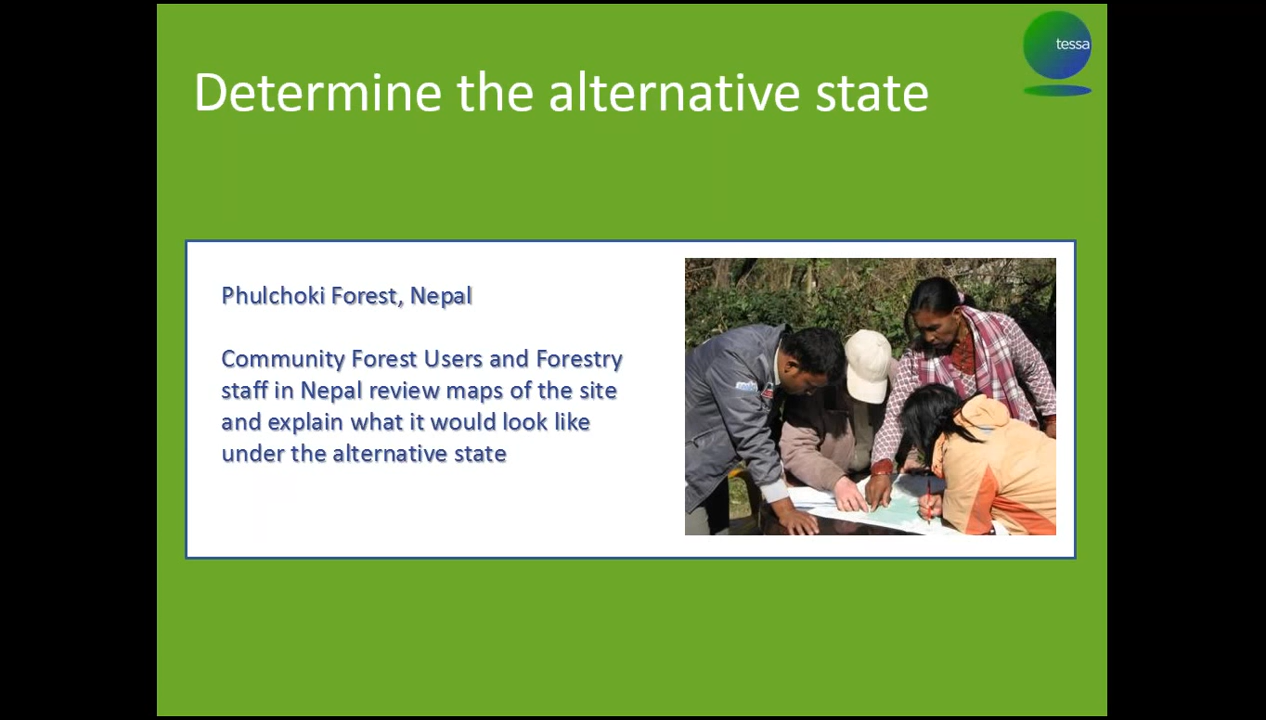 tessa
Determine the alternative state
Phulchoki Forest, Nepal
Community Forest Users and Forestry
staff in Nepal review maps of the site
and explain what it would look like
under the alternative state